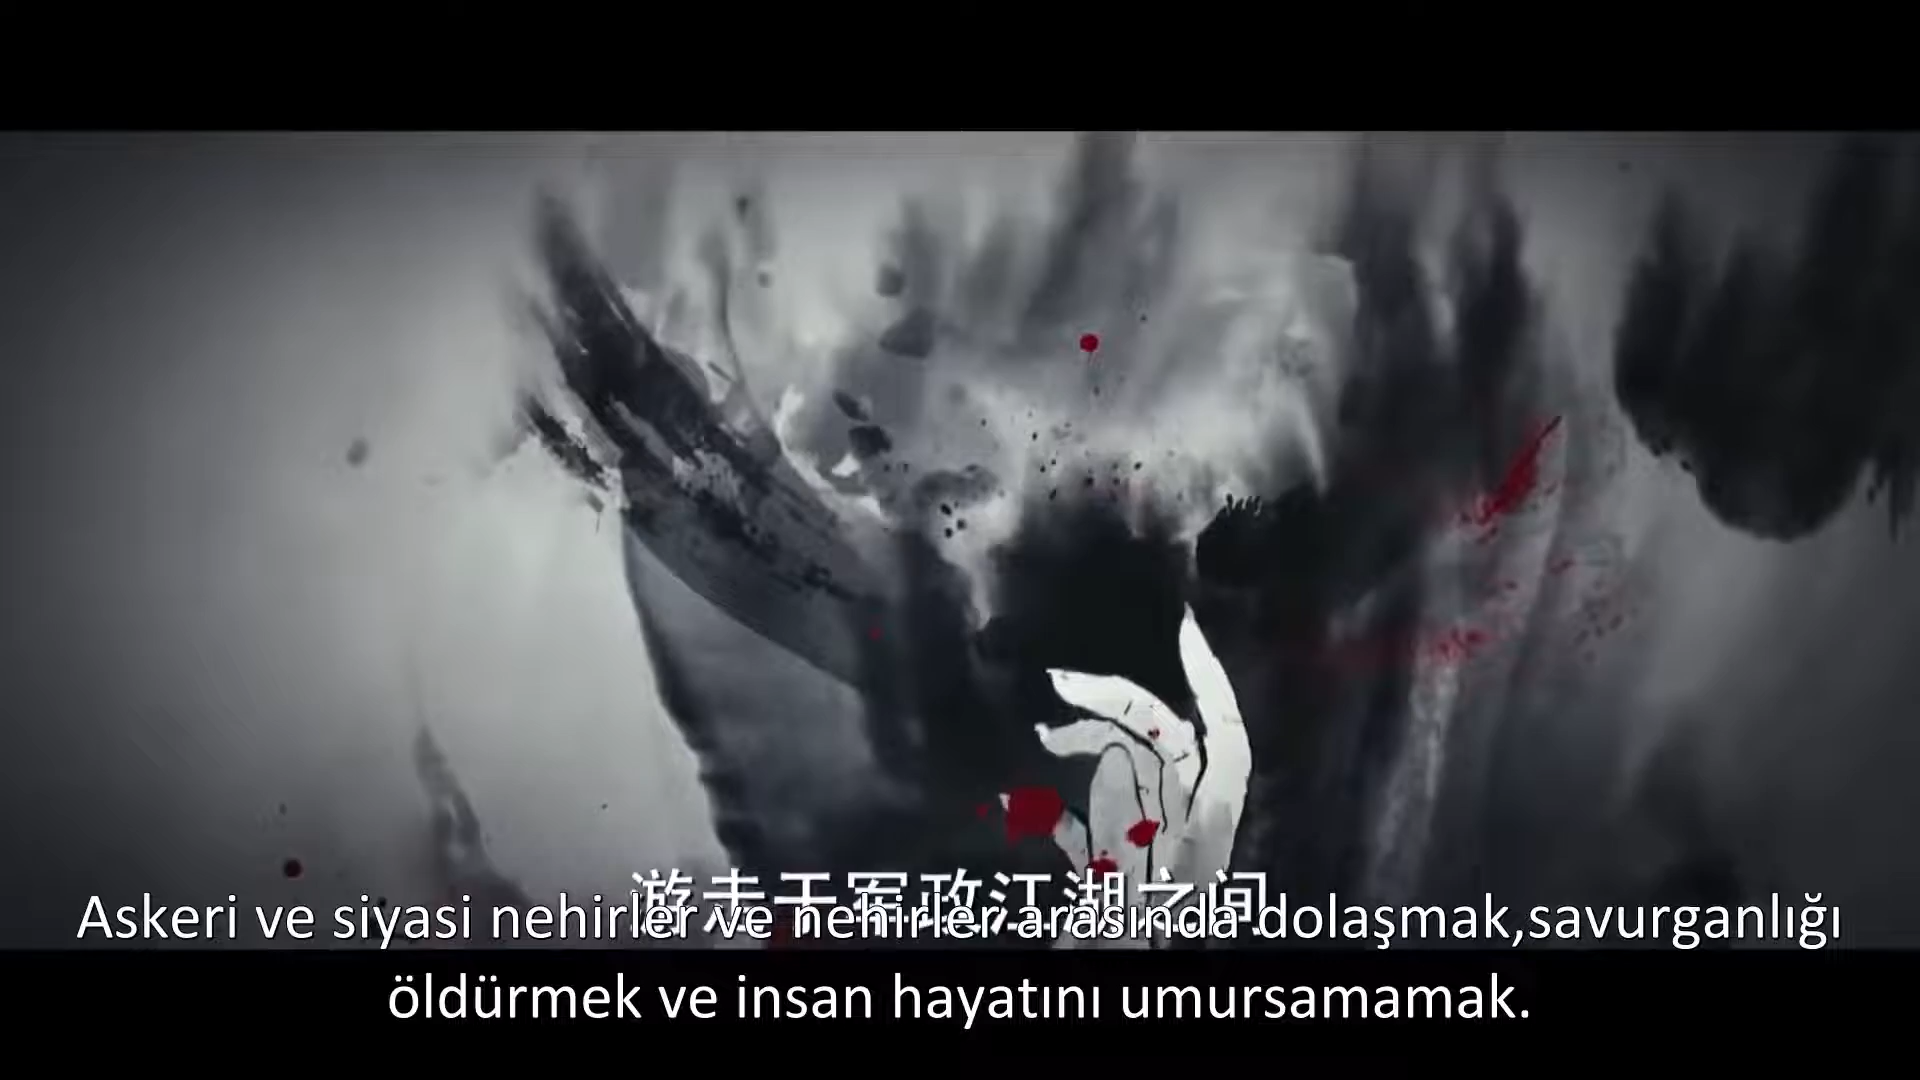 游走于军政江湖之间
Askeri ve siyasi nehirler ve nehirler arasında dolaşmak,savurganlığı
öldürmek ve insan hayatını umursamamak.